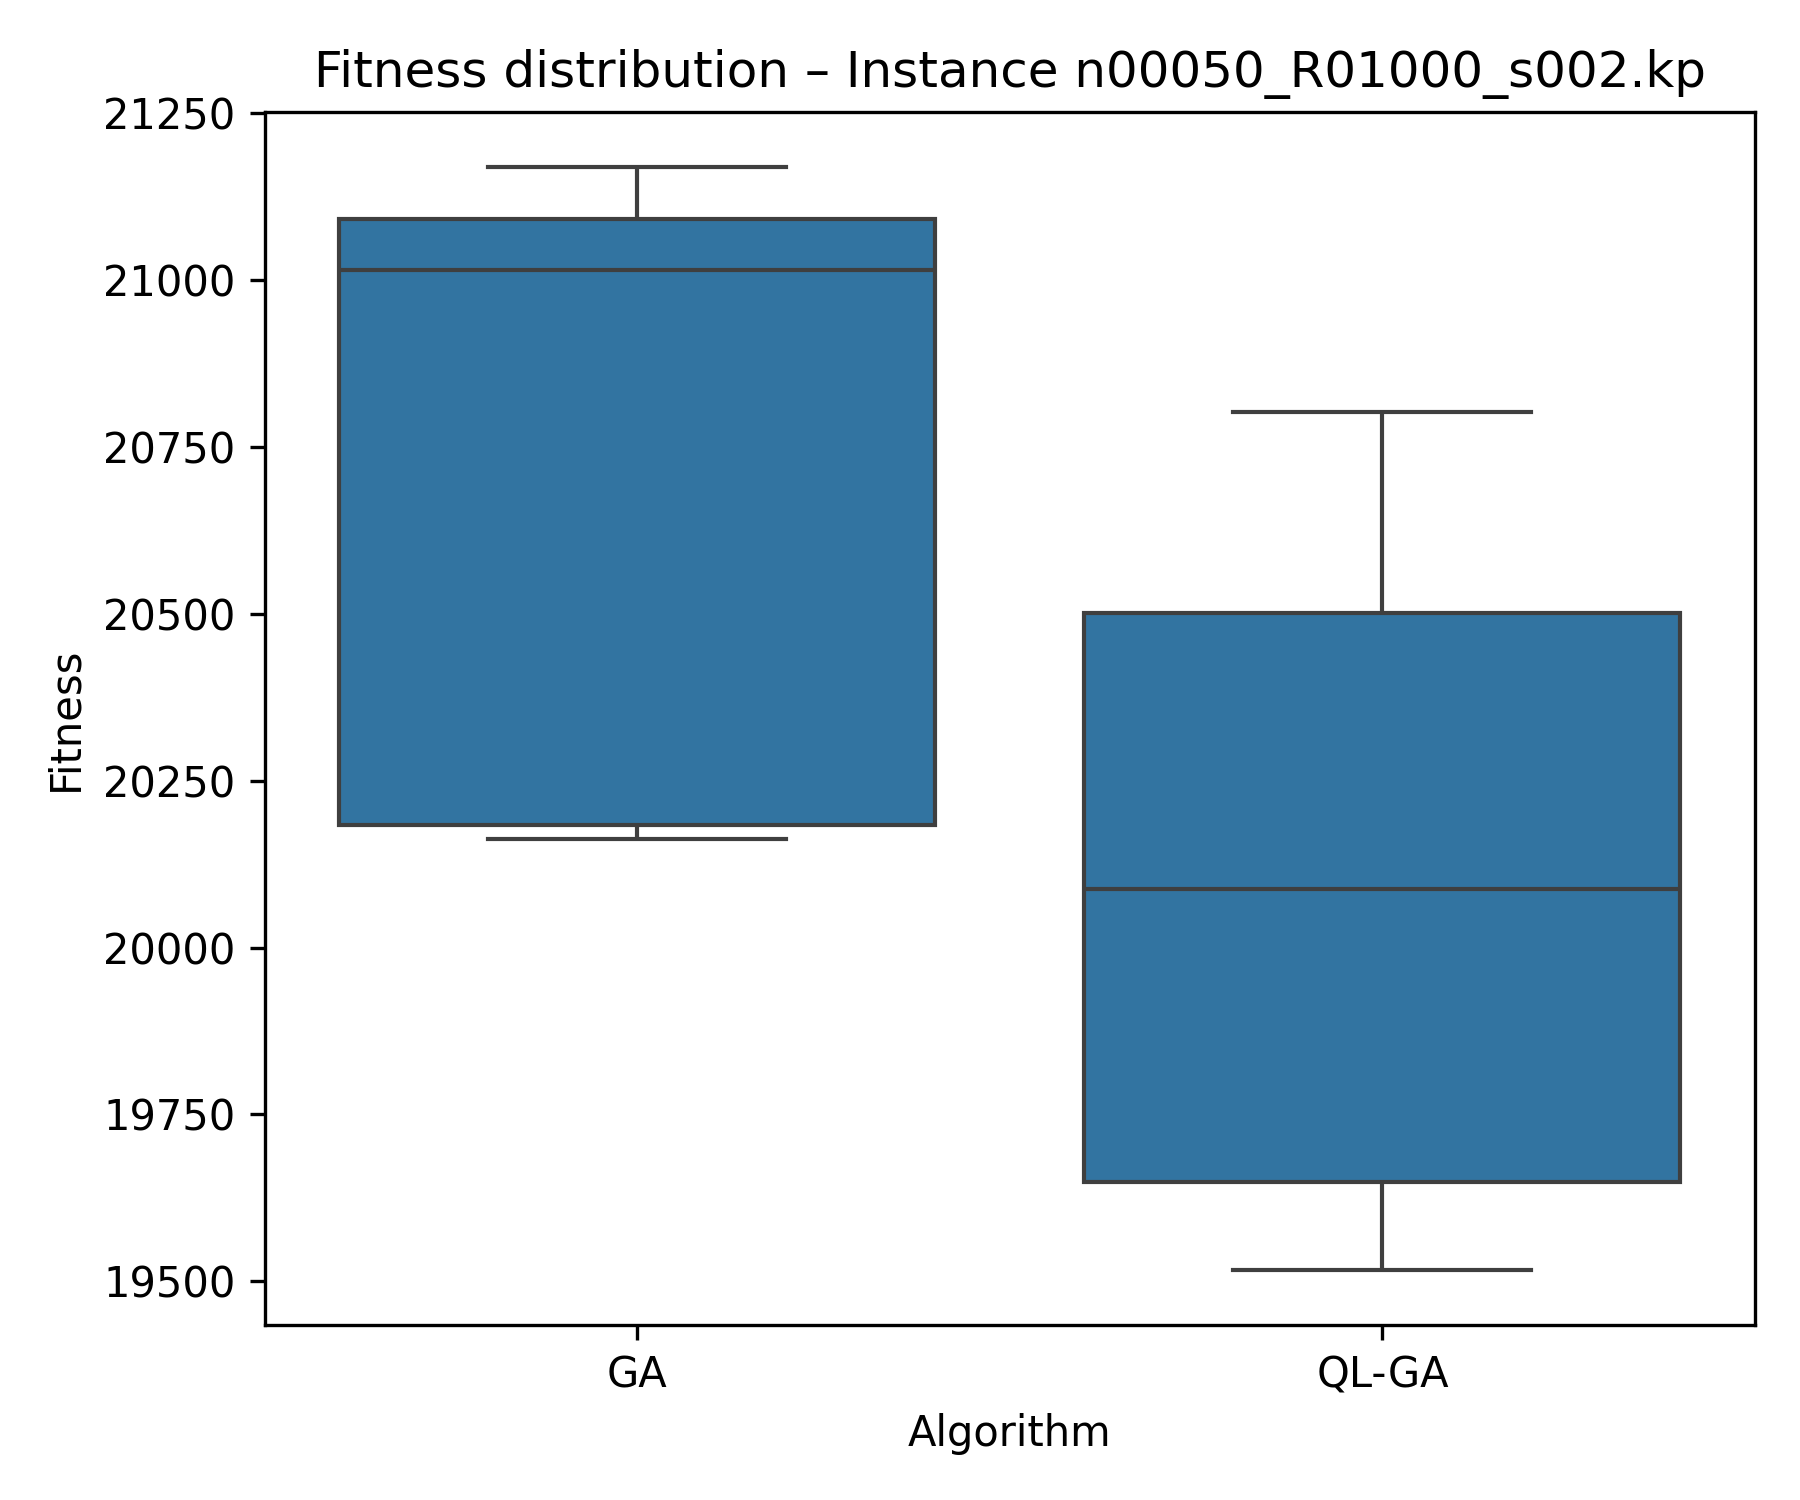 Fitness distribution – Instance n00050_R01000_s002.kp
21250
21000
20750
20500
20250
20000
19750
19500
Fitness
GA
QL-GA
Algorithm